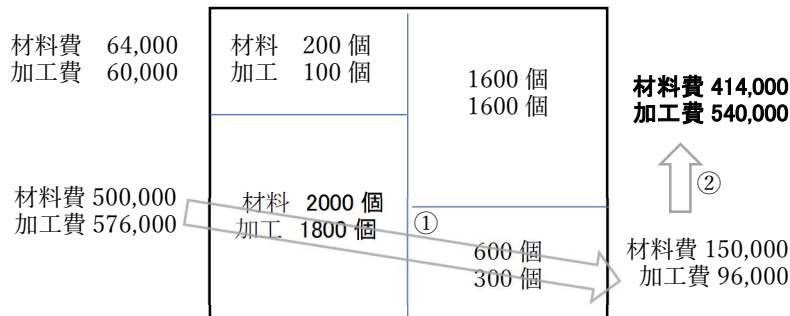 材料費 64,000
加工費 60,000
材料 200 個
加工 100 個
1600 個
1600 個
材料費 414,000
加工費 540,000
②
材料費 500,000
加工費 576,000
材料 2000 個
加工 1800 個
①
600 個
300 個
材料費 150,000
加工費 96,000